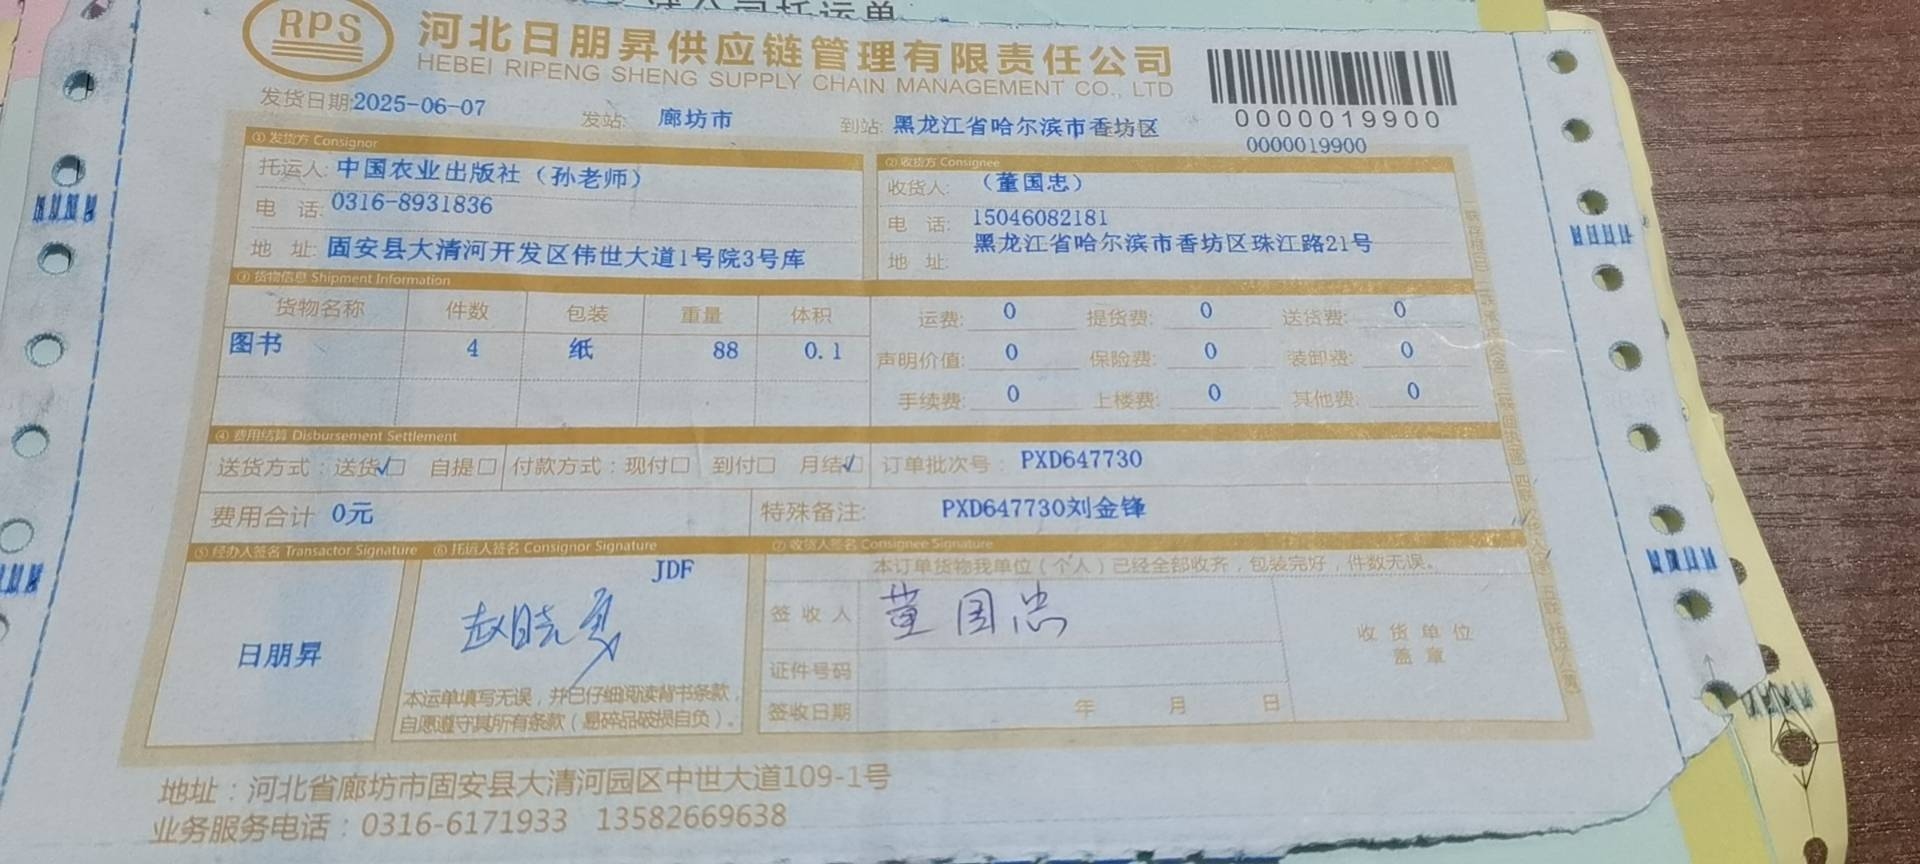 RPS
河北日朋昇供应链管理有限责任公司
HEBEI RIPENG SHENG SUPPLY CHAIN MANAGEMENT CO., LTD
0000019900
0000019900
发货日期:2025-06-07 发站: 廊坊市 到站: 黑龙江省哈尔滨市香坊区
① 发货方 Consignor
② 收货方 Consignee
托运人: 中国农业出版社（孙老师）
收货人: （董国忠）
电 话: 0316-8931836
电 话: 15046082181
地 址: 固安县大清河开发区伟世大道1号院3号库
地 址: 黑龙江省哈尔滨市香坊区珠江路21号
③ 货物信息 Shipment Information
货物名称 件数 包装 重量 体积
图书 4 纸 88 0.1
运费: 0 提货费: 0 送货费: 0
声明价值: 0 保险费: 0 装卸费: 0
手续费: 0 上楼费: 0 其他费: 0
④ 费用结算 Disbursement Settlement
送货方式：送货☑ 自提□ 付款方式：现付□ 到付□ 月结☑ 订单批次号： PXD647730
费用合计 0元 特殊备注: PXD647730刘金锋
⑤ 经办人签名 Transactor Signature ⑥ 托运人签名 Consignor Signature ⑦ 收货人签名 Consignee Signature
日朋昇
JDF
赵晓勇
本运单填写无误，并已仔细阅读背书条款，
自愿遵守其所有条款（易碎品破损自负）。
本订单货物我单位（个人）已经全部收齐，包装完好，件数无误。
签收人 董国忠
证件号码
签收日期 年 月 日
收货单位
盖章
地址：河北省廊坊市固安县大清河园区中世大道109-1号
业务服务电话：0316-6171933 13582669638